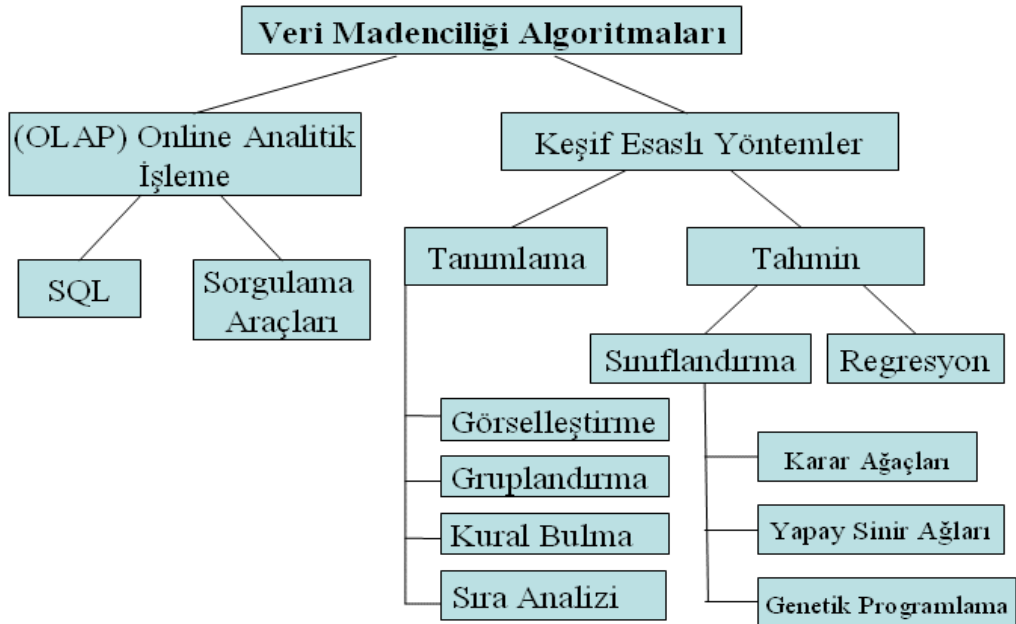 Veri Madenciliği Algoritmaları
(OLAP) Online Analitik
İşleme
Keşif Esaslı Yöntemler
SQL
Sorgulama
Araçları
Tanımlama
Tahmin
Sınıflandırma
Regresyon
Görselleştirme
Gruplandırma
Kural Bulma
Sıra Analizi
Karar Ağaçları
Yapay Sinir Ağları
Genetik Programlama